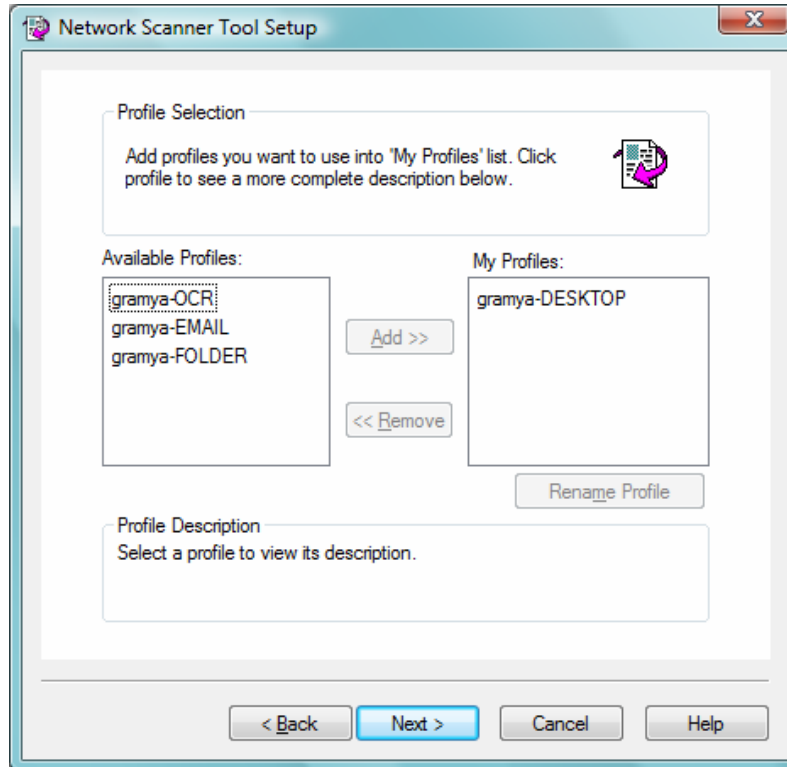 Network Scanner Tool Setup
Profile Selection
Add profiles you want to use into "My Profiles' list. Click
profile to see a more complete description below.
Available Profiles:
My Profiles:
gramya-OCR
gramya-EMAIL
gramya-FOLDER
Add >>
<< Remove
gramya-DESKTOP
Rename Profile
Profile Description
Select a profile to view its description.
< Back
Next >
Cancel
Help